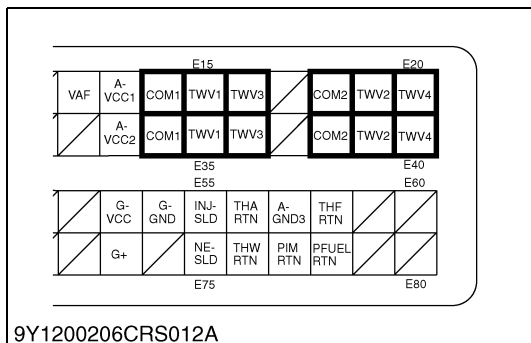 E15 E20
VAF A-VCC1 COM1 TWV1 TWV3 COM2 TWV2 TWV4
A-VCC2 COM1 TWV1 TWV3 COM2 TWV2 TWV4
E35 E40
E55 E60
G-VCC G-GND INJ-SLD THA RTN A-GND3 THF RTN
G+ NE-SLD THW RTN PIM RTN PFUEL RTN
E75 E80
9Y1200206CRS012A